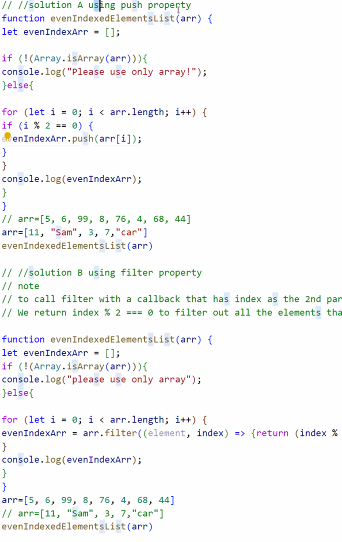 // //solution A using push property
function evenIndexedElementsList(arr) {
let evenIndexArr = [];
if (!(Array.isArray(arr))){
console.log("Please use only array!");
}else{
for (let i = 0; i < arr.length; i++) {
if (i % 2 == 0) {
evenIndexArr.push(arr[i]);
}
}
console.log(evenIndexArr);
}
}
// arr=[5, 6, 99, 8, 76, 4, 68, 44]
arr=[11, "Sam", 3, 7,"car"]
evenIndexedElementsList(arr)
// //solution B using filter property
// note
// to call filter with a callback that has index as the 2nd par
// We return index % 2 === 0 to filter out all the elements tha
function evenIndexedElementsList(arr) {
let evenIndexArr = [];
if (!(Array.isArray(arr))){
console.log("please use only array");
}else{
for (let i = 0; i < arr.length; i++) {
evenIndexArr = arr.filter((element, index) => {return (index %
}
console.log(evenIndexArr);
}
}
arr=[5, 6, 99, 8, 76, 4, 68, 44]
// arr=[11, "Sam", 3, 7,"car"]
evenIndexedElementsList(arr)